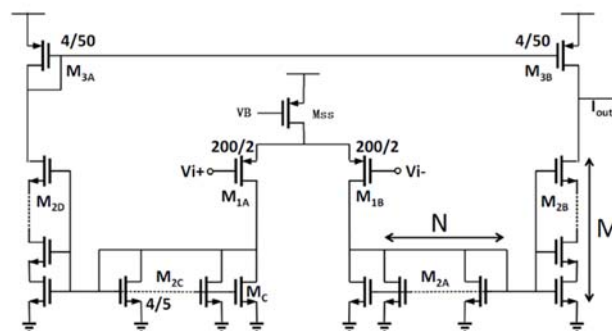 4/50
4/50
M3A
M3B
VB
Mss
Iout
200/2
200/2
Vi+
Vi-
M1A
M1B
M2D
M2B
N
M
M2C
MC
M2A
4/5